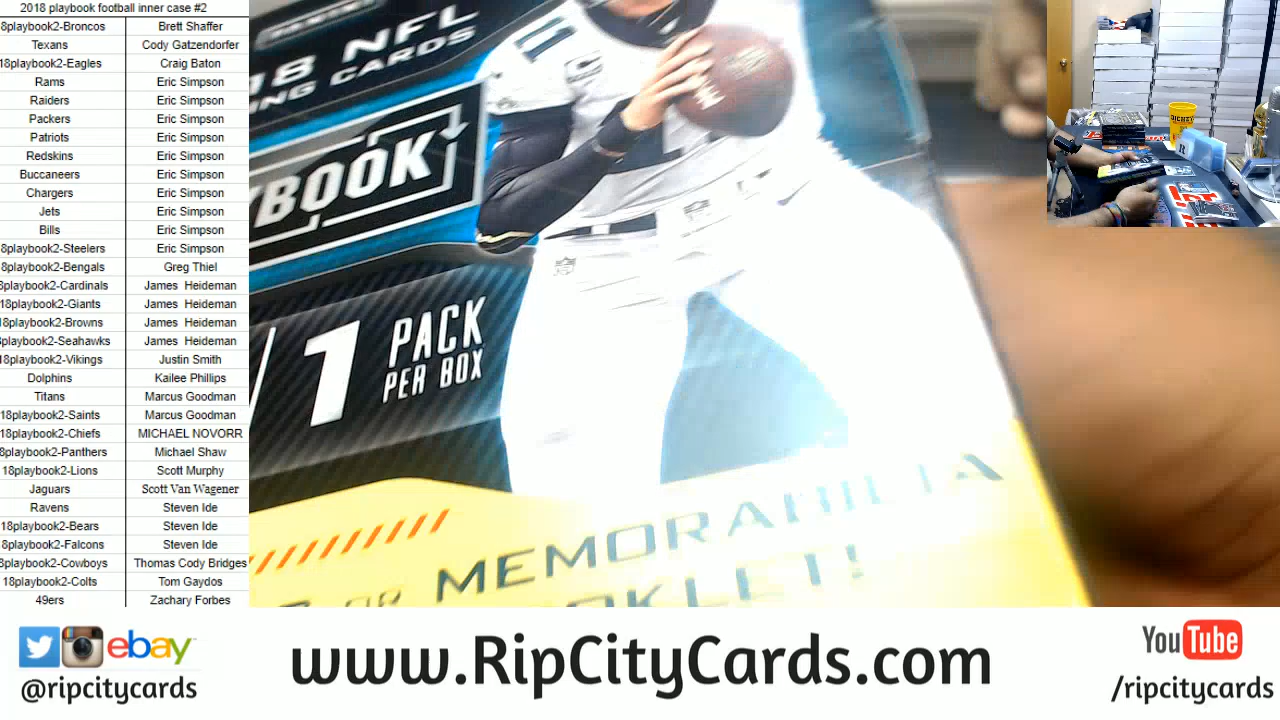 2018 playbook football inner case #2
8playbook2-Broncos Brett Shaffer
Texans Cody Gatzendorfer
18playbook2-Eagles Craig Baton
Rams Eric Simpson
Raiders Eric Simpson
Packers Eric Simpson
Patriots Eric Simpson
Redskins Eric Simpson
Buccaneers Eric Simpson
Chargers Eric Simpson
Jets Eric Simpson
Bills Eric Simpson
8playbook2-Steelers Eric Simpson
8playbook2-Bengals Greg Thiel
8playbook2-Cardinals James Heideman
18playbook2-Giants James Heideman
18playbook2-Browns James Heideman
8playbook2-Seahawks James Heideman
18playbook2-Vikings Justin Smith
Dolphins Kailee Phillips
Titans Marcus Goodman
18playbook2-Saints Marcus Goodman
18playbook2-Chiefs MICHAEL NOVORR
8playbook2-Panthers Michael Shaw
18playbook2-Lions Scott Murphy
Jaguars Scott Van Wagener
Ravens Steven Ide
18playbook2-Bears Steven Ide
8playbook2-Falcons Steven Ide
8playbook2-Cowboys Thomas Cody Bridges
18playbook2-Colts Tom Gaydos
49ers Zachary Forbes
18 NFL
NG CARDS
YBOOK
/1 PACK
PER BOX
OR MEMORABILIA
OKLET!
ebay
@ripcitycards
www.RipCityCards.com
YouTube
/ripcitycards